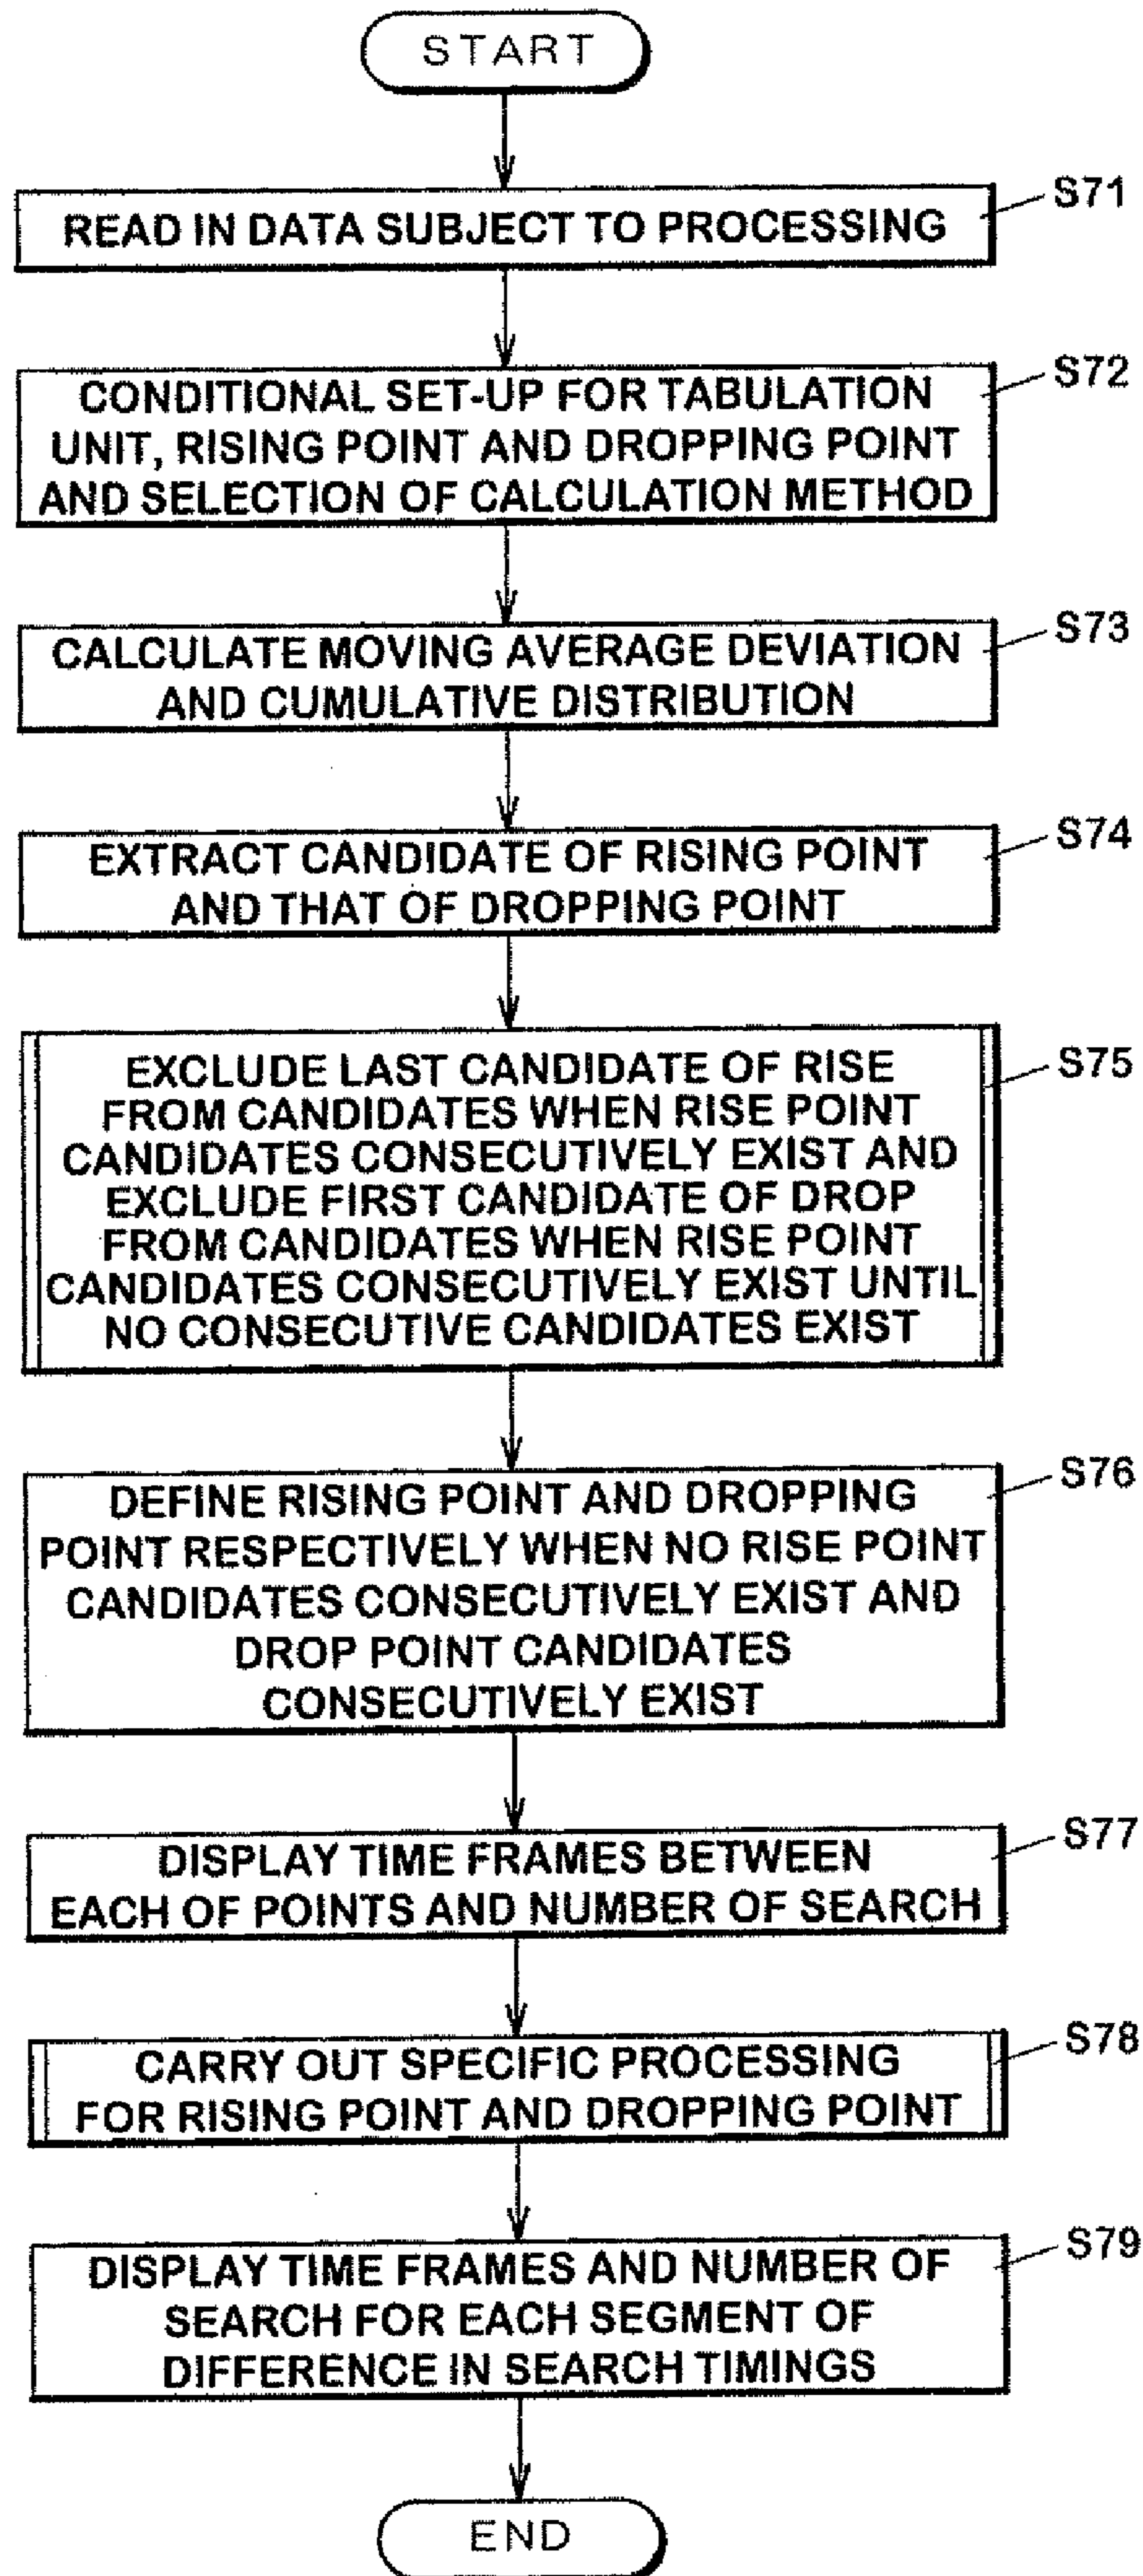 START
READ IN DATA SUBJECT TO PROCESSING
S71
CONDITIONAL SET-UP FOR TABULATION
UNIT, RISING POINT AND DROPPING POINT
AND SELECTION OF CALCULATION METHOD
S72
CALCULATE MOVING AVERAGE DEVIATION
AND CUMULATIVE DISTRIBUTION
S73
EXTRACT CANDIDATE OF RISING POINT
AND THAT OF DROPPING POINT
S74
EXCLUDE LAST CANDIDATE OF RISE
FROM CANDIDATES WHEN RISE POINT
CANDIDATES CONSECUTIVELY EXIST AND
EXCLUDE FIRST CANDIDATE OF DROP
FROM CANDIDATES WHEN RISE POINT
CANDIDATES CONSECUTIVELY EXIST UNTIL
NO CONSECUTIVE CANDIDATES EXIST
S75
DEFINE RISING POINT AND DROPPING
POINT RESPECTIVELY WHEN NO RISE POINT
CANDIDATES CONSECUTIVELY EXIST AND
DROP POINT CANDIDATES
CONSECUTIVELY EXIST
S76
DISPLAY TIME FRAMES BETWEEN
EACH OF POINTS AND NUMBER OF SEARCH
S77
CARRY OUT SPECIFIC PROCESSING
FOR RISING POINT AND DROPPING POINT
S78
DISPLAY TIME FRAMES AND NUMBER OF
SEARCH FOR EACH SEGMENT OF
DIFFERENCE IN SEARCH TIMINGS
S79
END